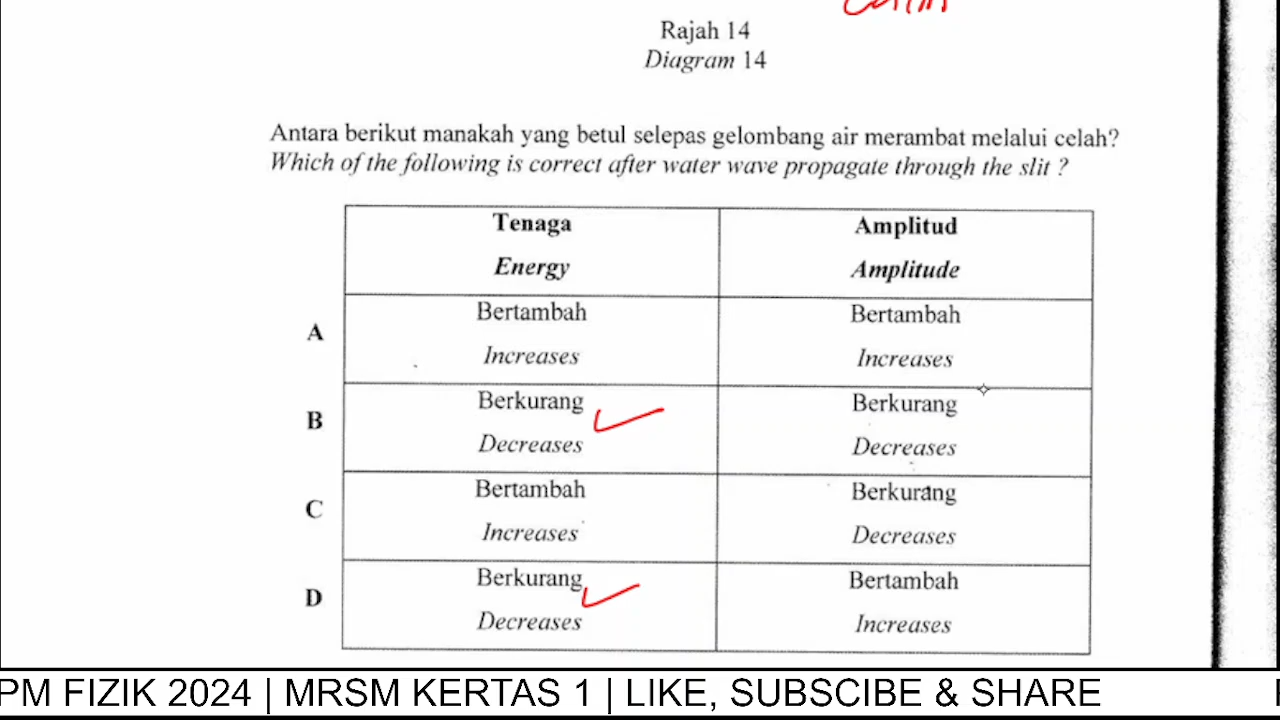 Rajah 14
Diagram 14
Antara berikut manakah yang betul selepas gelombang air merambat melalui celah?
Which of the following is correct after water wave propagate through the slit ?
Tenaga Amplitud
Energy Amplitude
A Bertambah Bertambah
Increases Increases
B Berkurang Berkurang
Decreases Decreases
C Bertambah Berkurang
Increases Decreases
D Berkurang Bertambah
Decreases Increases
PM FIZIK 2024 | MRSM KERTAS 1 | LIKE, SUBSCIBE & SHARE